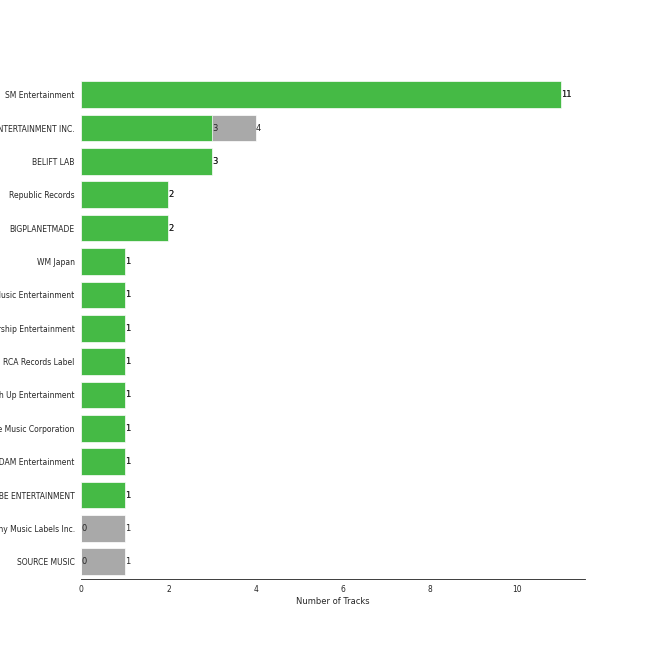 SM Entertainment 11
NTERTAINMENT INC. 3 4
BELIFT LAB 3
Republic Records 2
BIGPLANETMADE 2
WM Japan 1
usic Entertainment 1
ship Entertainment 1
RCA Records Label 1
h Up Entertainment 1
e Music Corporation 1
DAM Entertainment 1
BE ENTERTAINMENT 1
ny Music Labels Inc. 0 1
SOURCE MUSIC 0 1
0 2 4 6 8 10
Number of Tracks